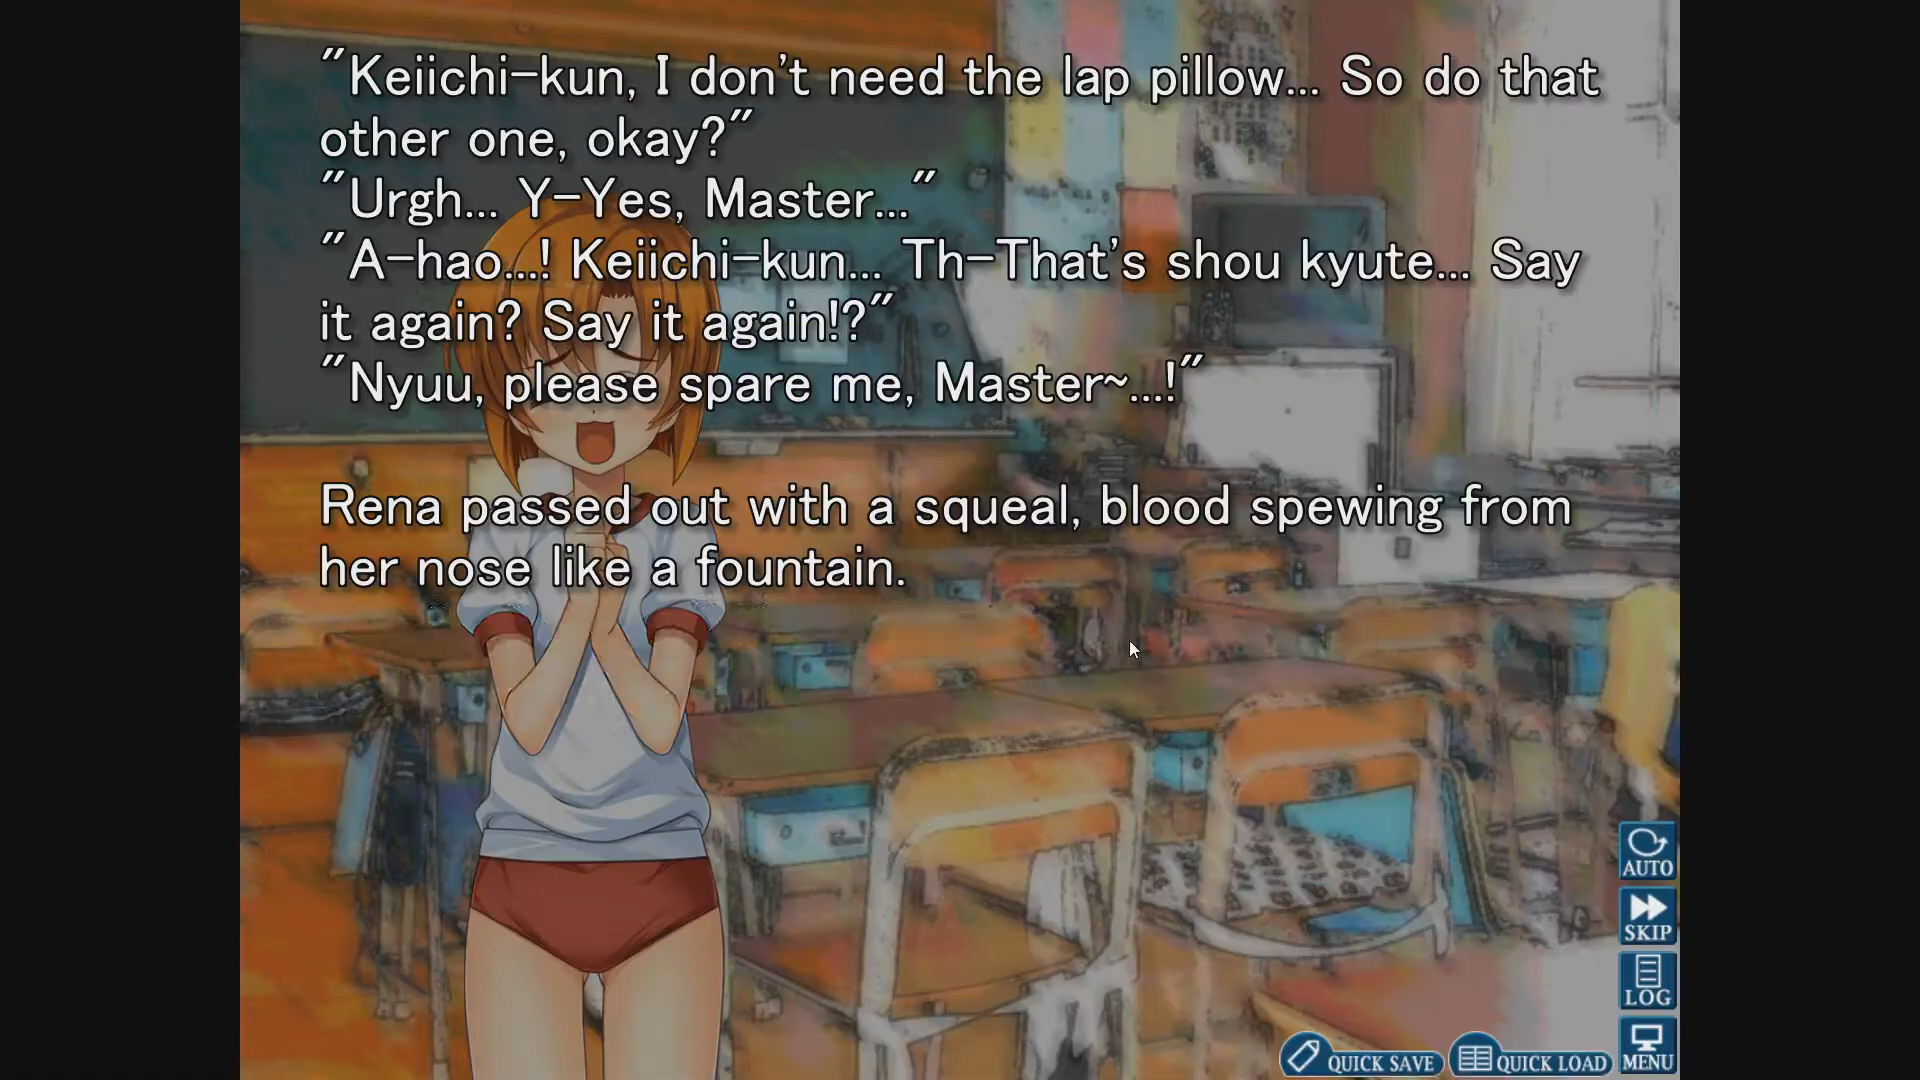 "Keiichi-kun, I don't need the lap pillow... So do that
other one, okay?"
"Urgh... Y-Yes, Master..."
"A-hao...! Keiichi-kun... Th-That's shou kyute... Say
it again? Say it again!?"
"Nyuu, please spare me, Master~...!"
Rena passed out with a squeal, blood spewing from
her nose like a fountain.
AUTO
SKIP
LOG
MENU
QUICK SAVE
QUICK LOAD